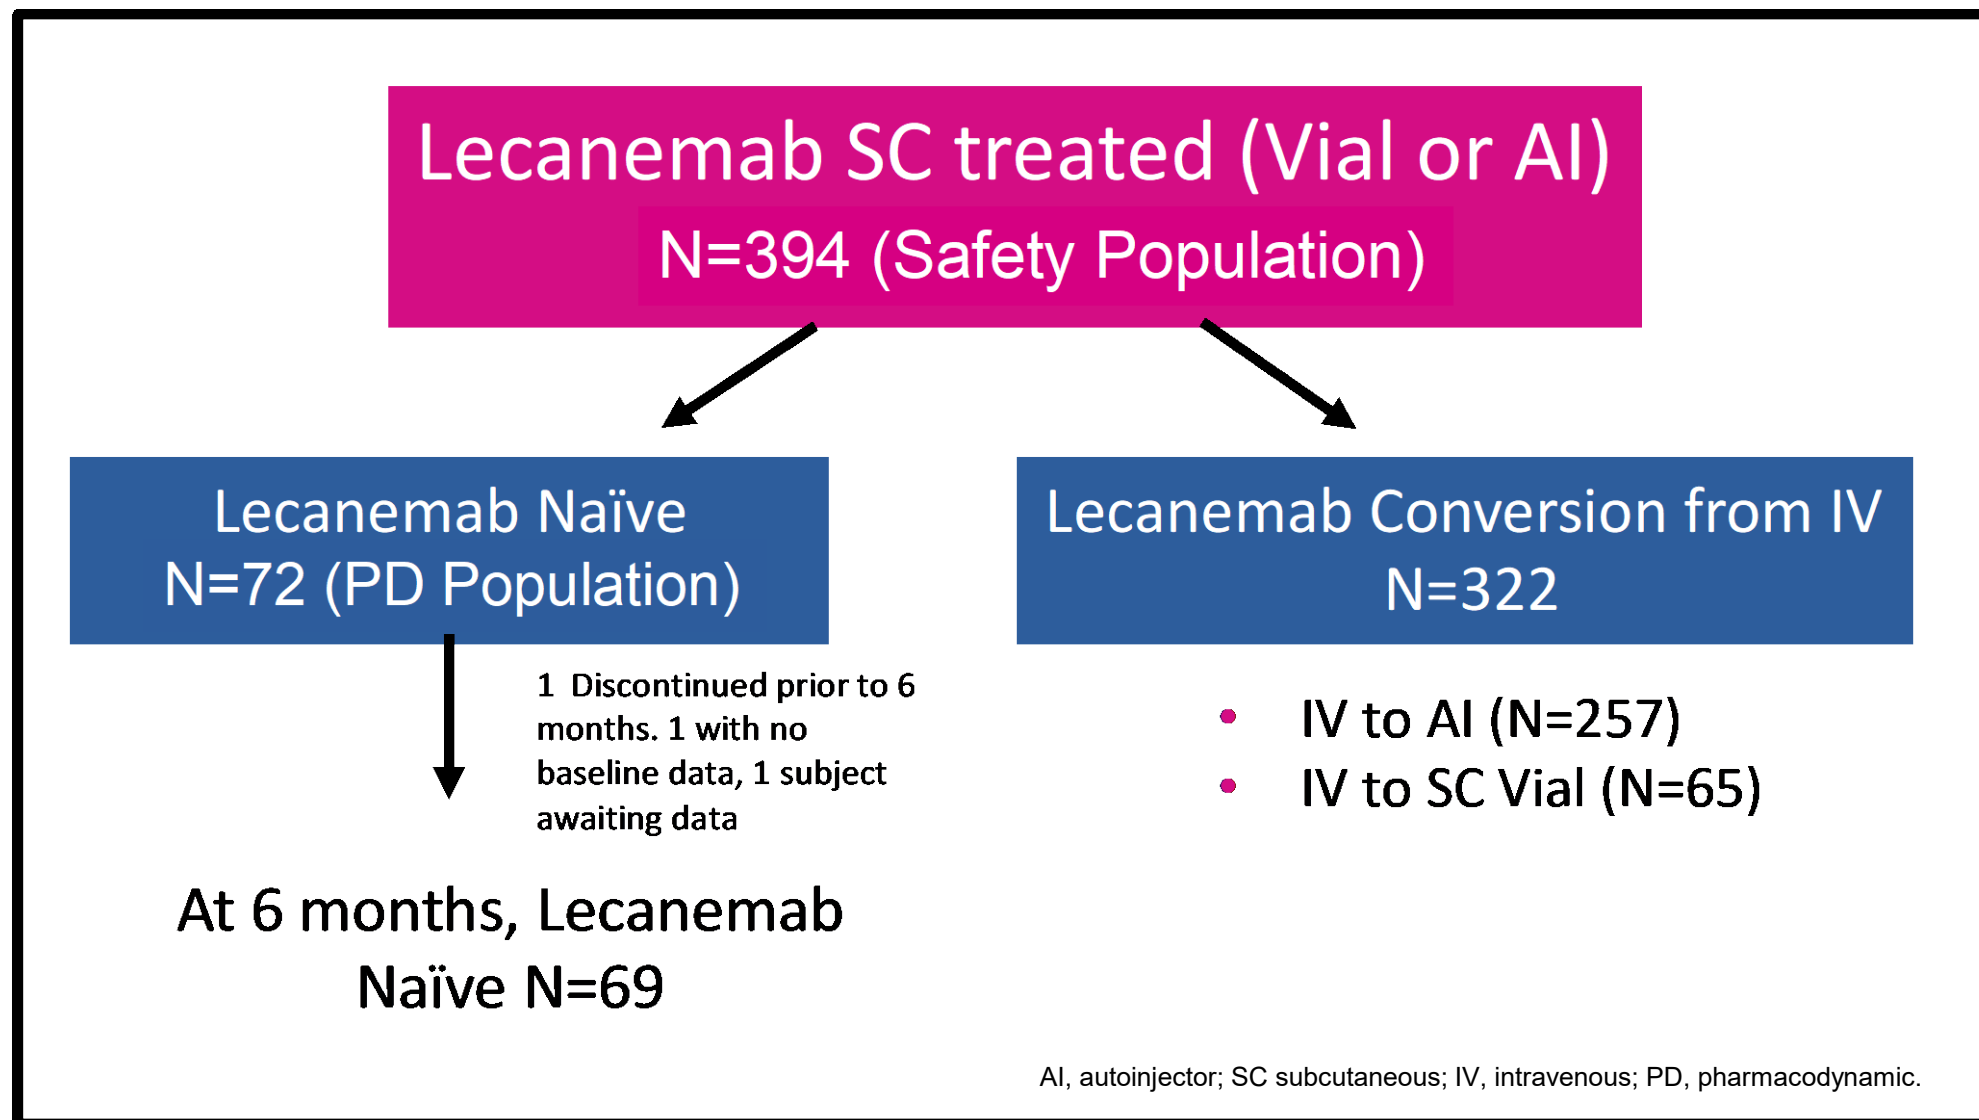 Lecanemab SC treated (Vial or AI)
N=394 (Safety Population)
Lecanemab Naïve
N=72 (PD Population)
Lecanemab Conversion from IV
N=322
1  Discontinued prior to 6
months. 1 with no
baseline data, 1 subject
awaiting data
• IV to AI (N=257)
• IV to SC Vial (N=65)
At 6 months, Lecanemab
Naïve N=69
AI, autoinjector; SC subcutaneous; IV, intravenous; PD, pharmacodynamic.